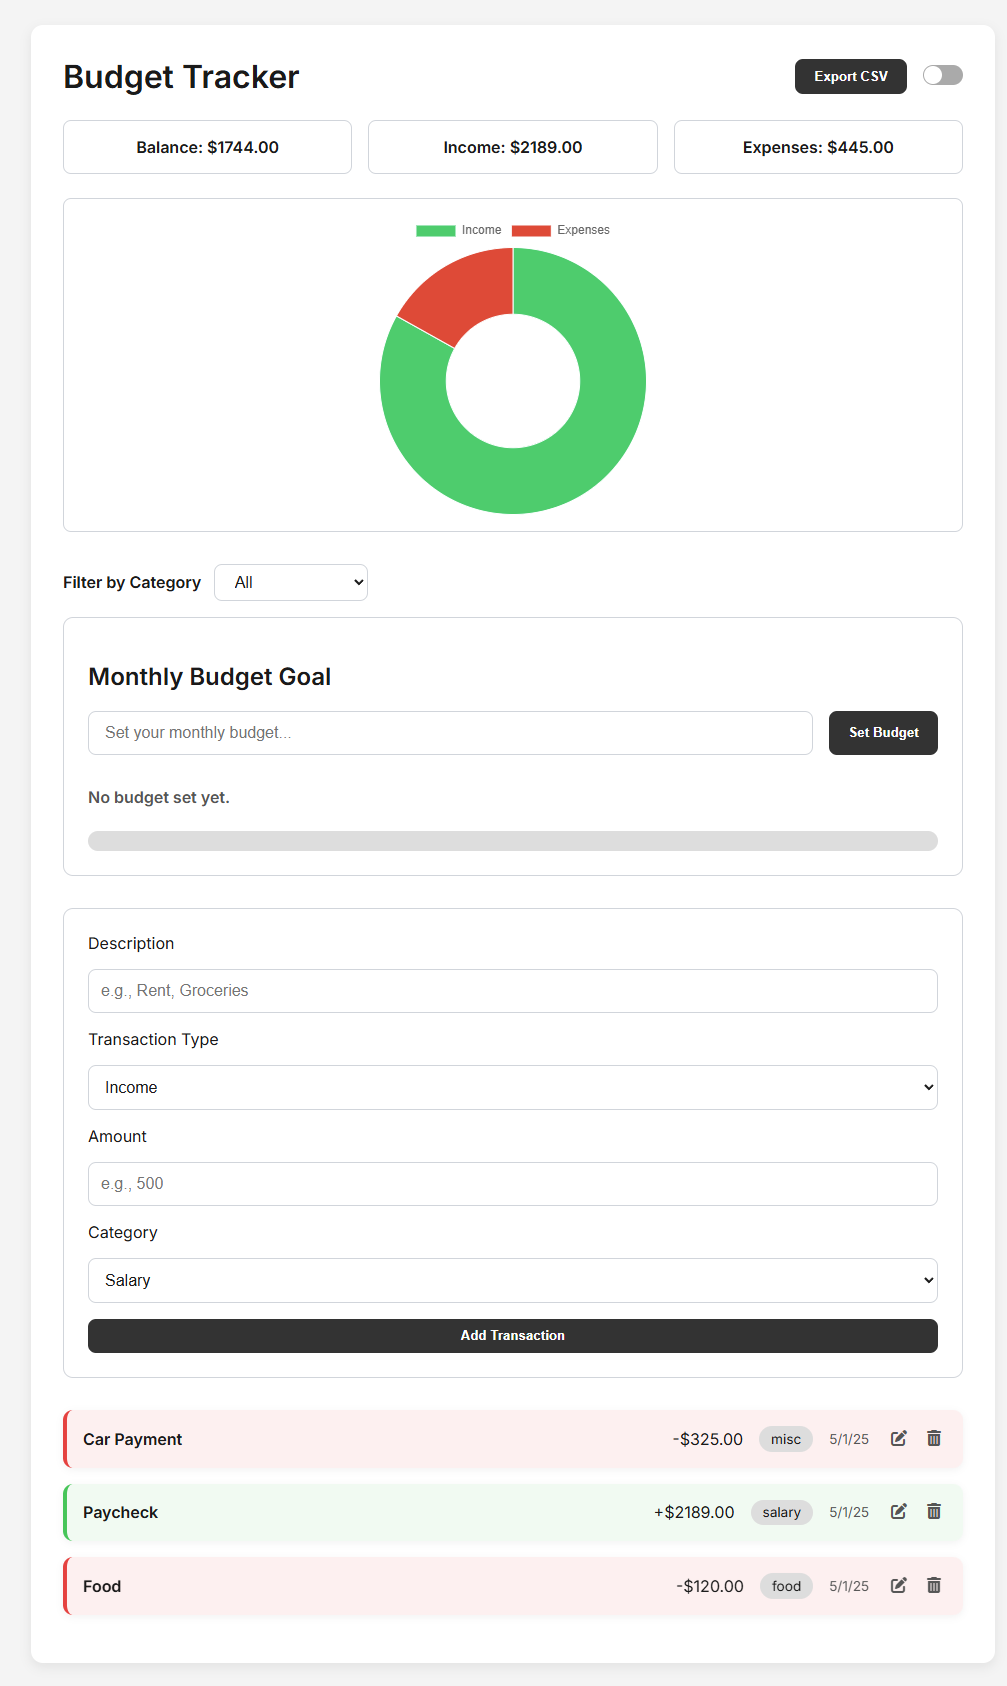 Budget Tracker
Export CSV
Balance: $1744.00
Income: $2189.00
Expenses: $445.00
Income
Expenses
Filter by Category
All
Monthly Budget Goal
Set your monthly budget...
Set Budget
No budget set yet.
Description
e.g., Rent, Groceries
Transaction Type
Income
Amount
e.g., 500
Category
Salary
Add Transaction
Car Payment -$325.00 misc 5/1/25
Paycheck +$2189.00 salary 5/1/25
Food -$120.00 food 5/1/25